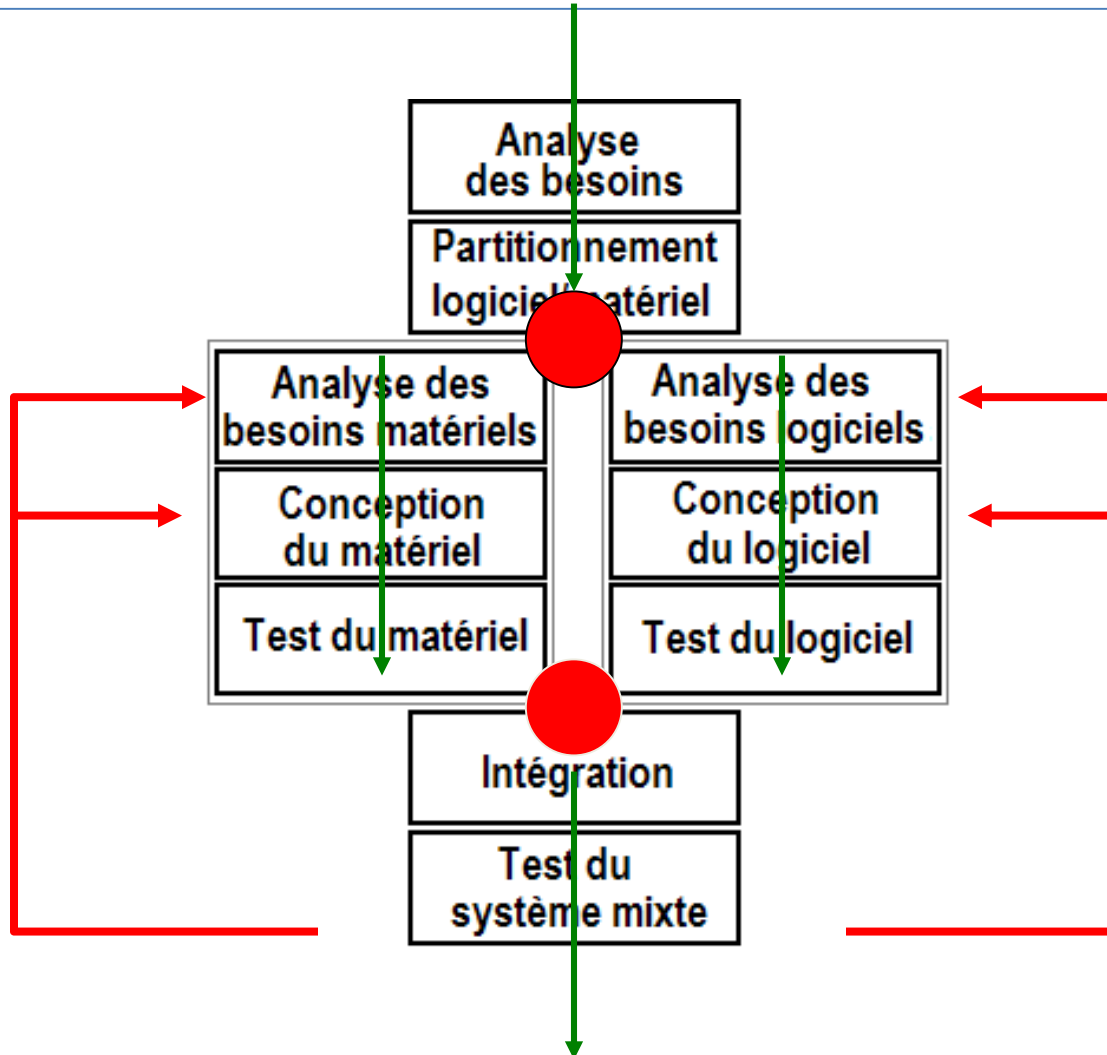 Analyse
des besoins
Partitionnement
logiciel/matériel
Analyse des
besoins matériels
Conception
du matériel
Test du matériel
Analyse des
besoins logiciels
Conception
du logiciel
Test du logiciel
Intégration
Test du
système mixte